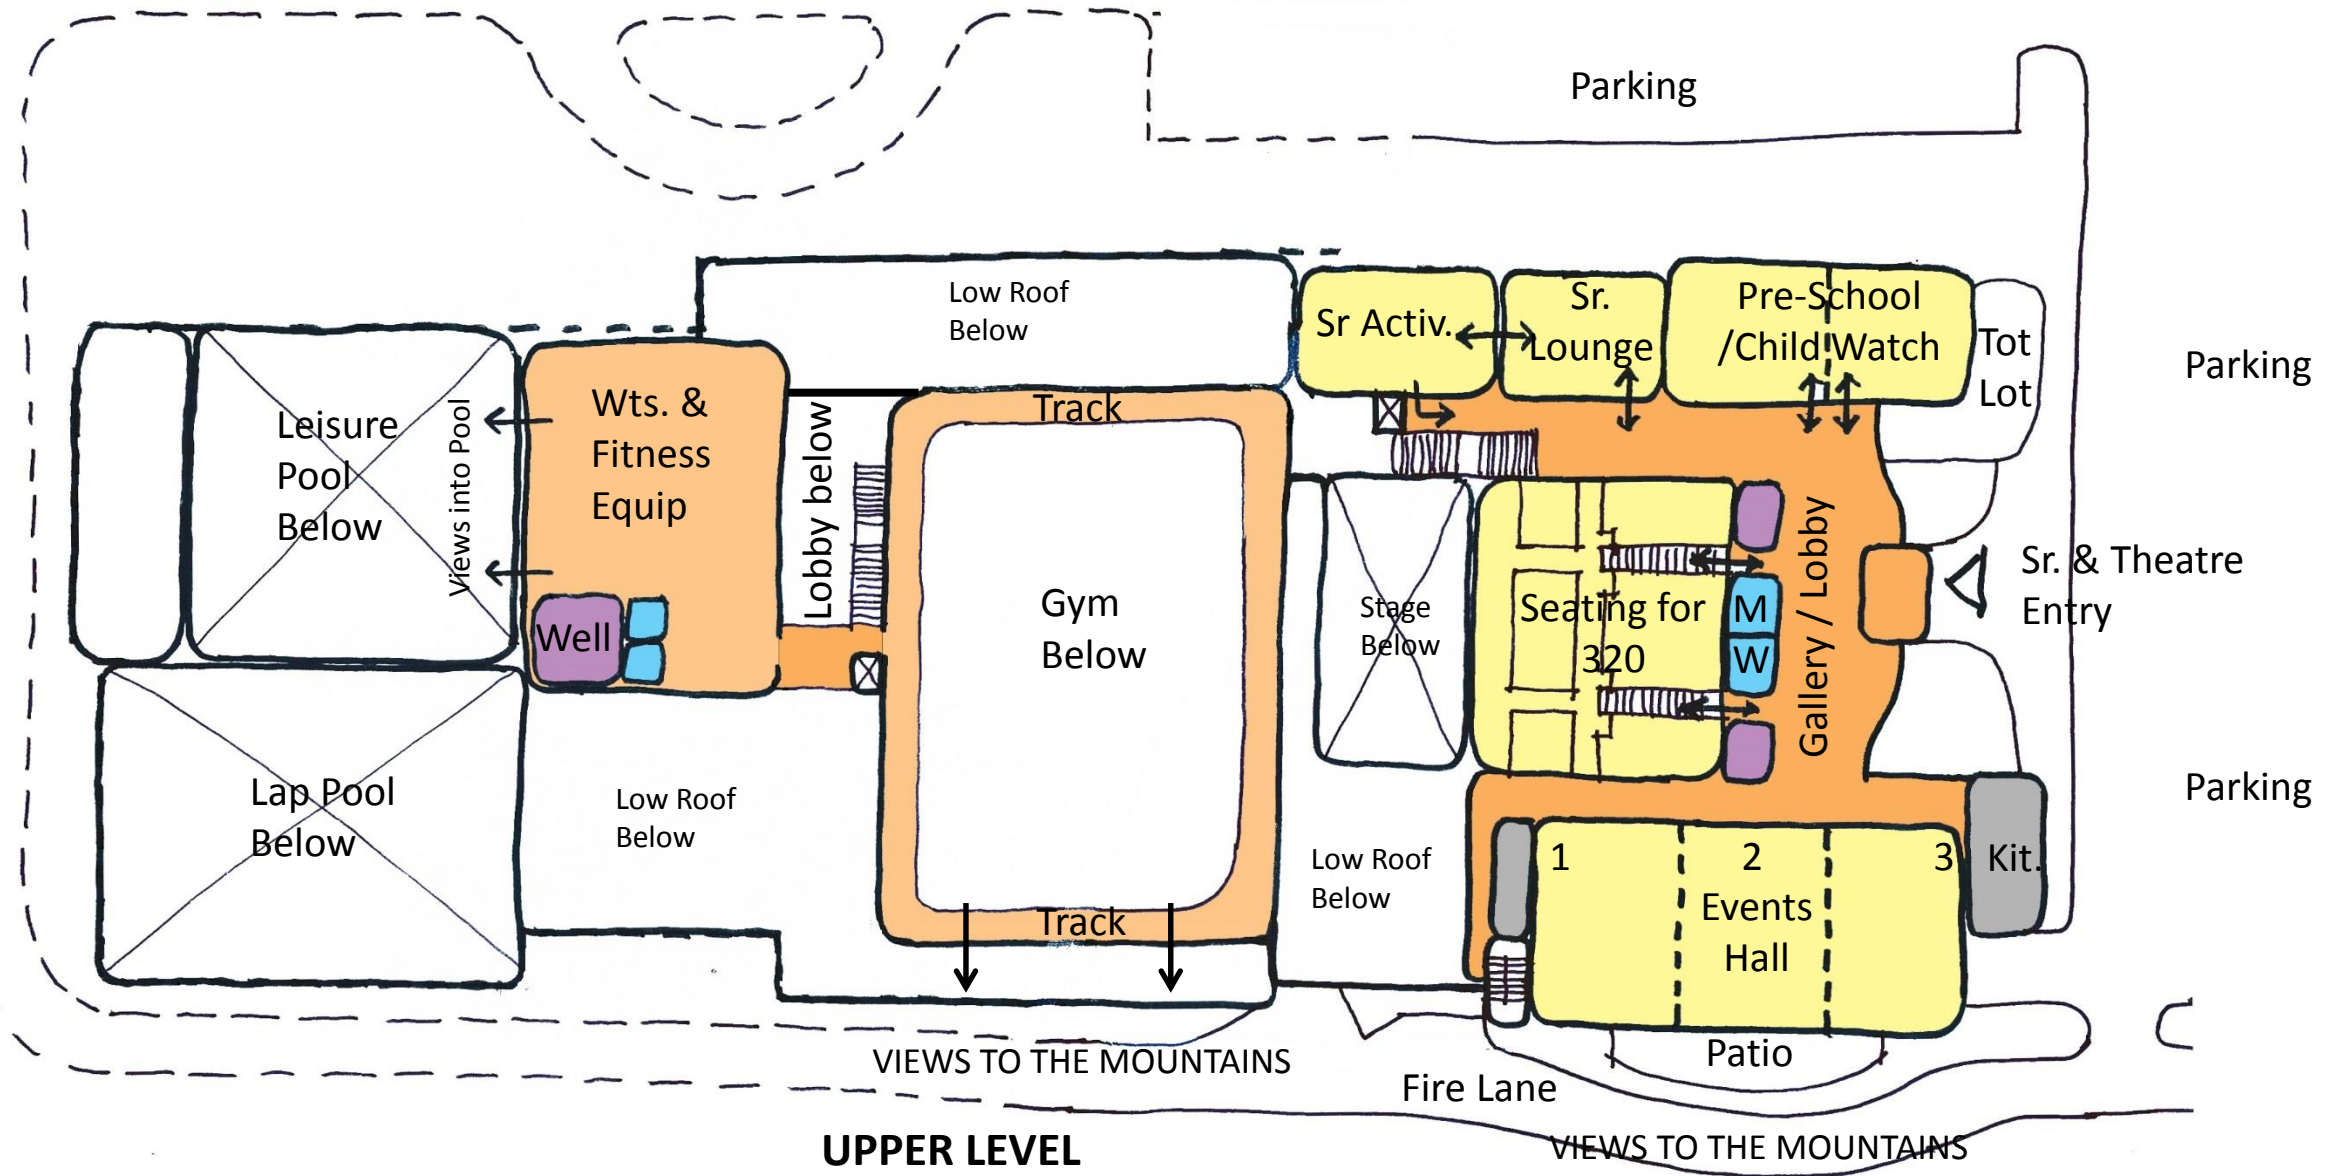 Parking
Low Roof
Below
Sr Activ.
Sr.
Lounge
Pre-School
/Child Watch
Tot
Lot
Parking
Leisure
Pool
Below
Views into Pool
Wts. &
Fitness
Equip
Well
Lobby below
Track
Gym
Below
Track
Stage
Below
Seating for
320
M
W
Gallery / Lobby
Sr. & Theatre
Entry
Lap Pool
Below
Low Roof
Below
Low Roof
Below
1
2
3
Events
Hall
Kit.
Parking
Patio
VIEWS TO THE MOUNTAINS
Fire Lane
UPPER LEVEL
VIEWS TO THE MOUNTAINS